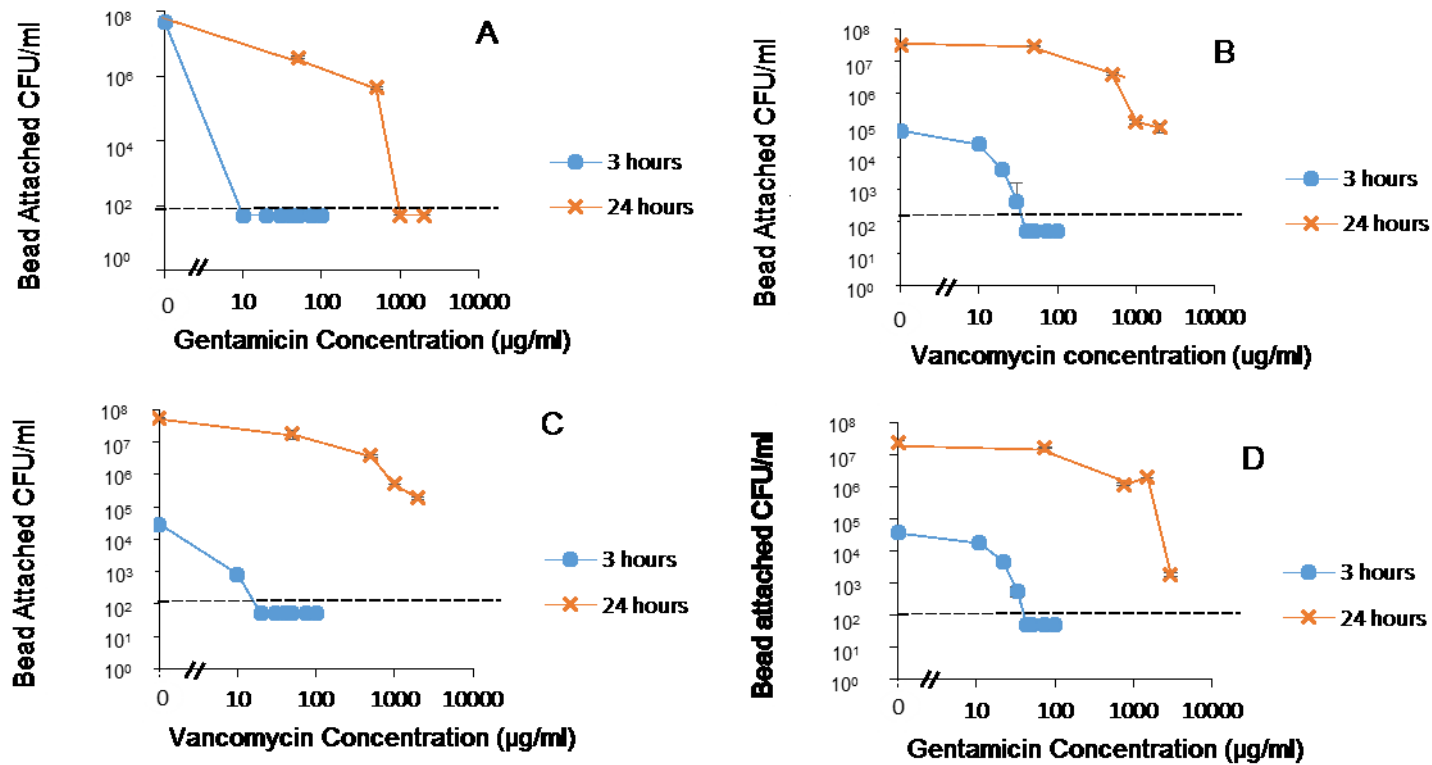 A
Bead Attached CFU/ml
10⁸
10⁶
10⁴
10²
10⁰
0
10
100
1000
10000
Gentamicin Concentration (µg/ml)
3 hours
24 hours
B
Bead Attached CFU/ml
10⁸
10⁷
10⁶
10⁵
10⁴
10³
10²
10¹
10⁰
0
10
100
1000
10000
Vancomycin concentration (ug/ml)
3 hours
24 hours
C
Bead Attached CFU/ml
10⁸
10⁷
10⁶
10⁵
10⁴
10³
10²
10¹
10⁰
0
10
100
1000
10000
Vancomycin Concentration (µg/ml)
3 hours
24 hours
D
Bead attached CFU/ml
10⁸
10⁷
10⁶
10⁵
10⁴
10³
10²
10¹
10⁰
0
10
100
1000
10000
Gentamicin Concentration (µg/ml)
3 hours
24 hours